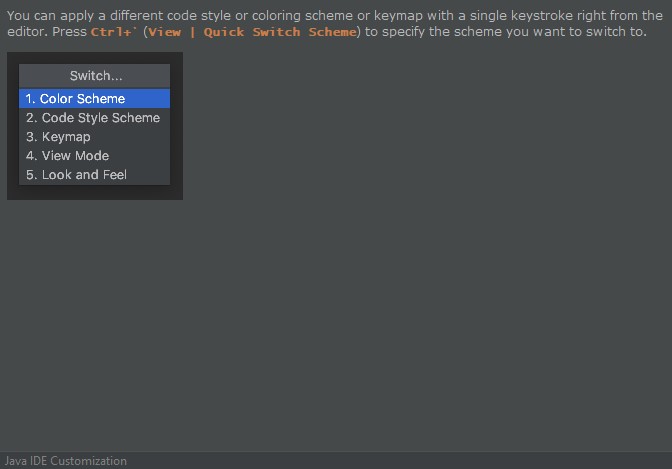 You can apply a different code style or coloring scheme or keymap with a single keystroke right from the
editor. Press Ctrl+` (View | Quick Switch Scheme) to specify the scheme you want to switch to.
Switch...
1. Color Scheme
2. Code Style Scheme
3. Keymap
4. View Mode
5. Look and Feel
Java IDE Customization